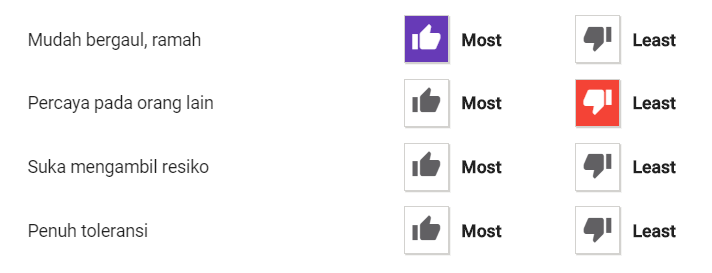 Mudah bergaul, ramah Most Least
Percaya pada orang lain Most Least
Suka mengambil resiko Most Least
Penuh toleransi Most Least